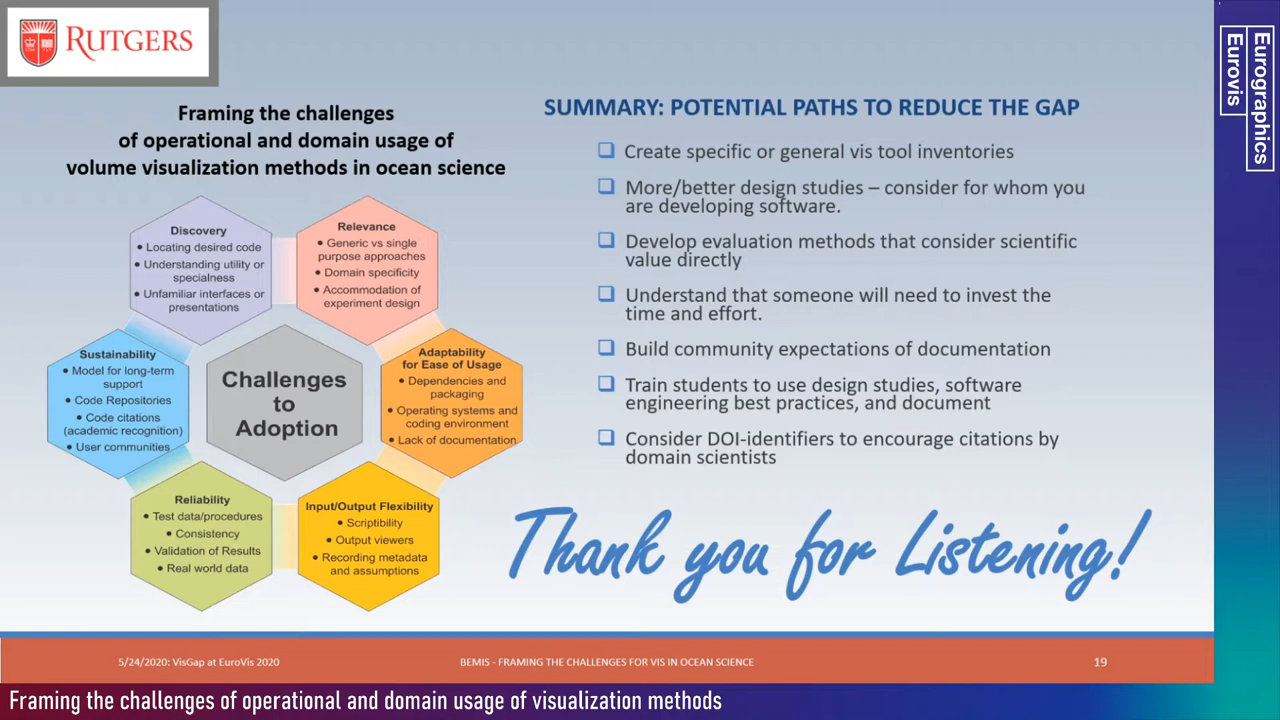 RUTGERS
Framing the challenges
of operational and domain usage of
volume visualization methods in ocean science
Discovery
• Locating desired code
• Understanding utility or
specialness
• Unfamiliar interfaces or
presentations
Relevance
• Generic vs single
purpose approaches
• Domain specificity
• Accommodation of
experiment design
Sustainability
• Model for long-term
support
• Code Repositories
• Code citations
(academic recognition)
• User communities
Challenges
to
Adoption
Adaptability
for Ease of Usage
• Dependencies and
packaging
• Operating systems and
coding environment
• Lack of documentation
Reliability
• Test data/procedures
• Consistency
• Validation of Results
• Real world data
Input/Output Flexibility
• Scriptibility
• Output viewers
• Recording metadata
and assumptions
SUMMARY: POTENTIAL PATHS TO REDUCE THE GAP
❑ Create specific or general vis tool inventories
❑ More/better design studies – consider for whom you
are developing software.
❑ Develop evaluation methods that consider scientific
value directly
❑ Understand that someone will need to invest the
time and effort.
❑ Build community expectations of documentation
❑ Train students to use design studies, software
engineering best practices, and document
❑ Consider DOI-identifiers to encourage citations by
domain scientists
Thank you for Listening!
5/24/2020: VisGap at EuroVis 2020
BEMIS - FRAMING THE CHALLENGES FOR VIS IN OCEAN SCIENCE
19
Eurographics
Eurovis
Framing the challenges of operational and domain usage of visualization methods